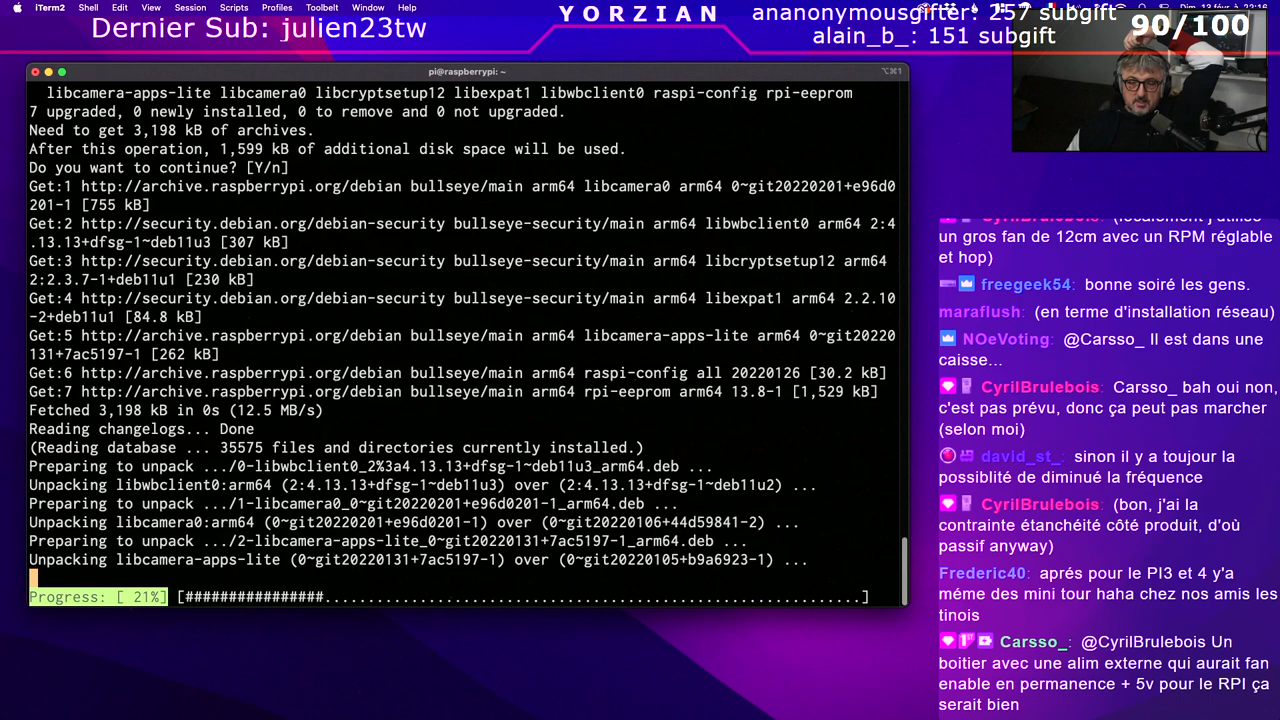 iTerm2 Shell Edit View Session Scripts Profiles Toolbelt Window Help
Dernier Sub: julien23tw
YORZIAN
ananonymousgifter: 257 subgift
alain_b_: 151 subgift
90/100
pi@raspberrypi: ~
⌥⌘1
libcamera-apps-lite libcamera0 libcryptsetup12 libexpat1 libwbclient0 raspi-config rpi-eeprom
7 upgraded, 0 newly installed, 0 to remove and 0 not upgraded.
Need to get 3,198 kB of archives.
After this operation, 1,599 kB of additional disk space will be used.
Do you want to continue? [Y/n]
Get:1 http://archive.raspberrypi.org/debian bullseye/main arm64 libcamera0 arm64 0~git20220201+e96d0
201-1 [755 kB]
Get:2 http://security.debian.org/debian-security bullseye-security/main arm64 libwbclient0 arm64 2:4
.13.13+dfsg-1~deb11u3 [307 kB]
Get:3 http://security.debian.org/debian-security bullseye-security/main arm64 libcryptsetup12 arm64
2:2.3.7-1+deb11u1 [230 kB]
Get:4 http://security.debian.org/debian-security bullseye-security/main arm64 libexpat1 arm64 2.2.10
-2+deb11u1 [84.8 kB]
Get:5 http://archive.raspberrypi.org/debian bullseye/main arm64 libcamera-apps-lite arm64 0~git20220
131+7ac5197-1 [262 kB]
Get:6 http://archive.raspberrypi.org/debian bullseye/main arm64 raspi-config all 20220126 [30.2 kB]
Get:7 http://archive.raspberrypi.org/debian bullseye/main arm64 rpi-eeprom arm64 13.8-1 [1,529 kB]
Fetched 3,198 kB in 0s (12.5 MB/s)
Reading changelogs... Done
(Reading database ... 35575 files and directories currently installed.)
Preparing to unpack .../0-libwbclient0_2%3a4.13.13+dfsg-1~deb11u3_arm64.deb ...
Unpacking libwbclient0:arm64 (2:4.13.13+dfsg-1~deb11u3) over (2:4.13.13+dfsg-1~deb11u2) ...
Preparing to unpack .../1-libcamera0_0~git20220201+e96d0201-1_arm64.deb ...
Unpacking libcamera0:arm64 (0~git20220201+e96d0201-1) over (0~git20220106+44d59841-2) ...
Preparing to unpack .../2-libcamera-apps-lite_0~git20220131+7ac5197-1_arm64.deb ...
Unpacking libcamera-apps-lite (0~git20220131+7ac5197-1) over (0~git20220105+b9a6923-1) ...
Progress: [ 21%] [################..............................................................]
CyrilBrulebois: (localement j'utilise
un gros fan de 12cm avec un RPM réglable
et hop)
freegeek54: bonne soiré les gens.
maraflush: (en terme d'installation réseau)
NOeVoting: @Carsso_ Il est dans une
caisse...
CyrilBrulebois: Carsso_ bah oui non,
c'est pas prévu, donc ça peut pas marcher
(selon moi)
david_st_: sinon il y a toujour la
possiblité de diminué la fréquence
CyrilBrulebois: (bon, j'ai la
contrainte étanchéité côté produit, d'où
passif anyway)
Frederic40: aprés pour le PI3 et 4 y'a
méme des mini tour haha chez nos amis les
tinois
Carsso_: @CyrilBrulebois Un
boitier avec une alim externe qui aurait fan
enable en permanence + 5v pour le RPI ça
serait bien